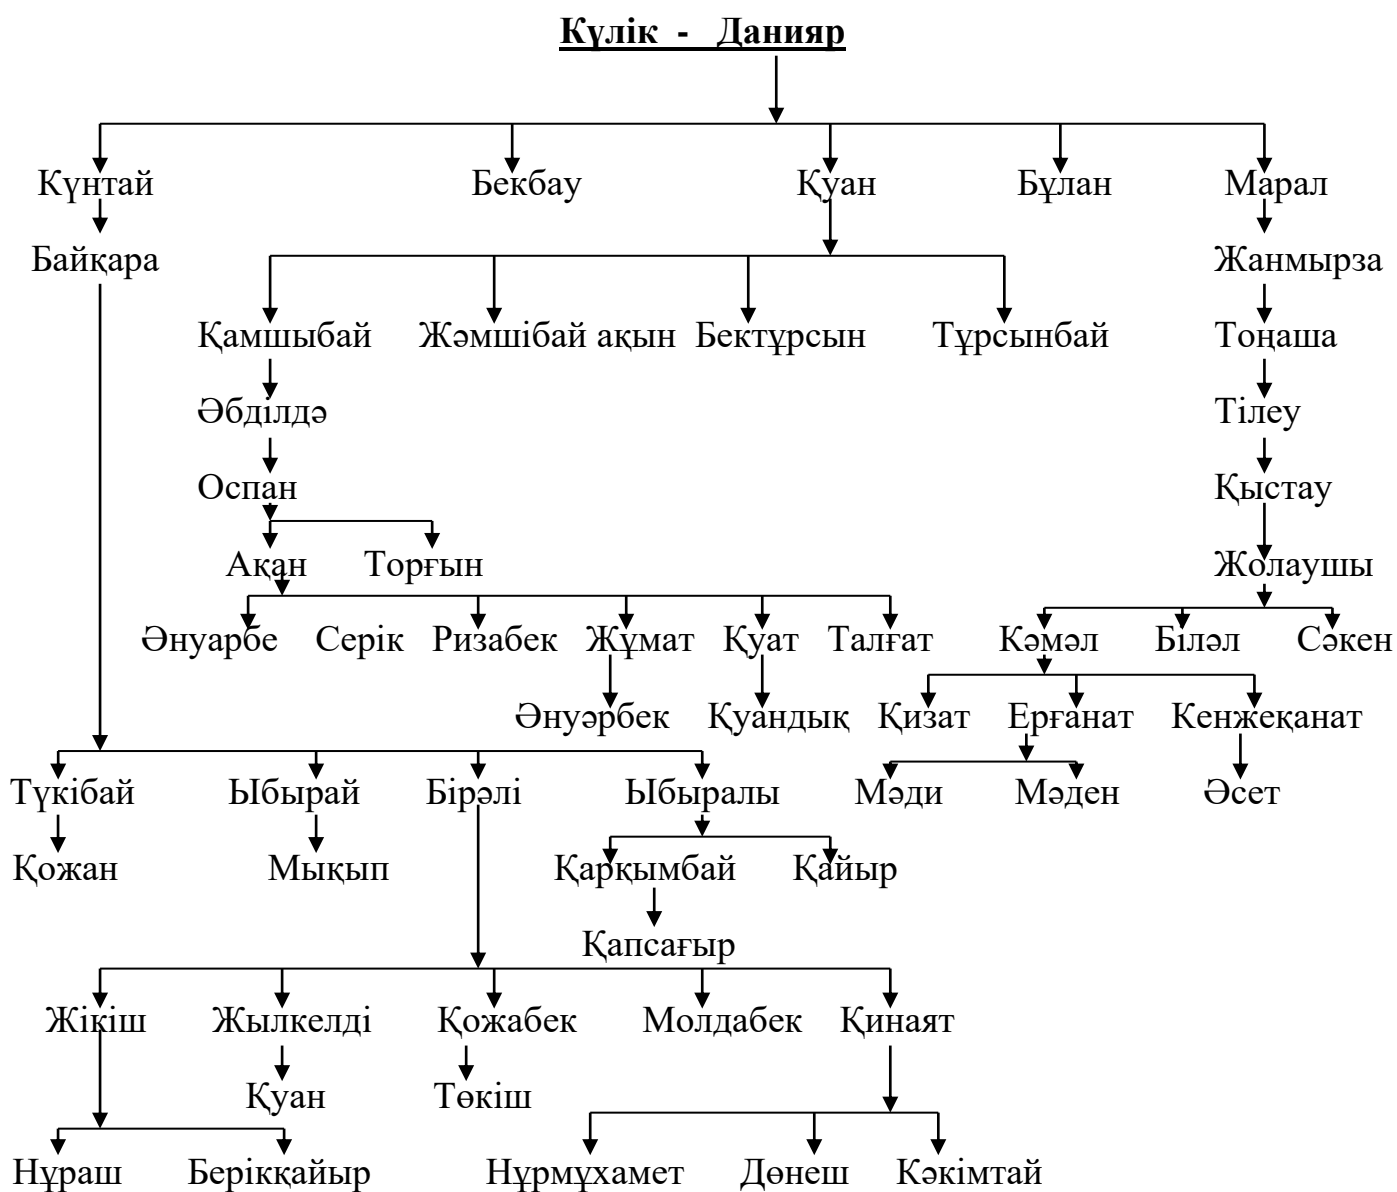 Күлік - Данияр
Күнтай Бекбау Қуан Бұлан Марал
Байқара Жанмырза
Қамшыбай Жәмшібай ақын Бектұрсын Тұрсынбай Тоңаша
Әбділдә Тілеу
Оспан Қыстау
Ақан Торғын Жолаушы
Әнуарбе Серік Ризабек Жұмат Қуат Талғат Кәмәл Біләл Сәкен
Әнуәрбек Қуандық Қизат Ерғанат Кенжеқанат
Түкібай Ыбырай Бірәлі Ыбыралы Мәди Мәден Әсет
Қожан Мықып Қарқымбай Қайыр
Қапсағыр
Жікіш Жылкелді Қожабек Молдабек Қинаят
Қуан Төкіш
Нұраш Беріққайыр Нұрмұхамет Дөнеш Кәкімтай